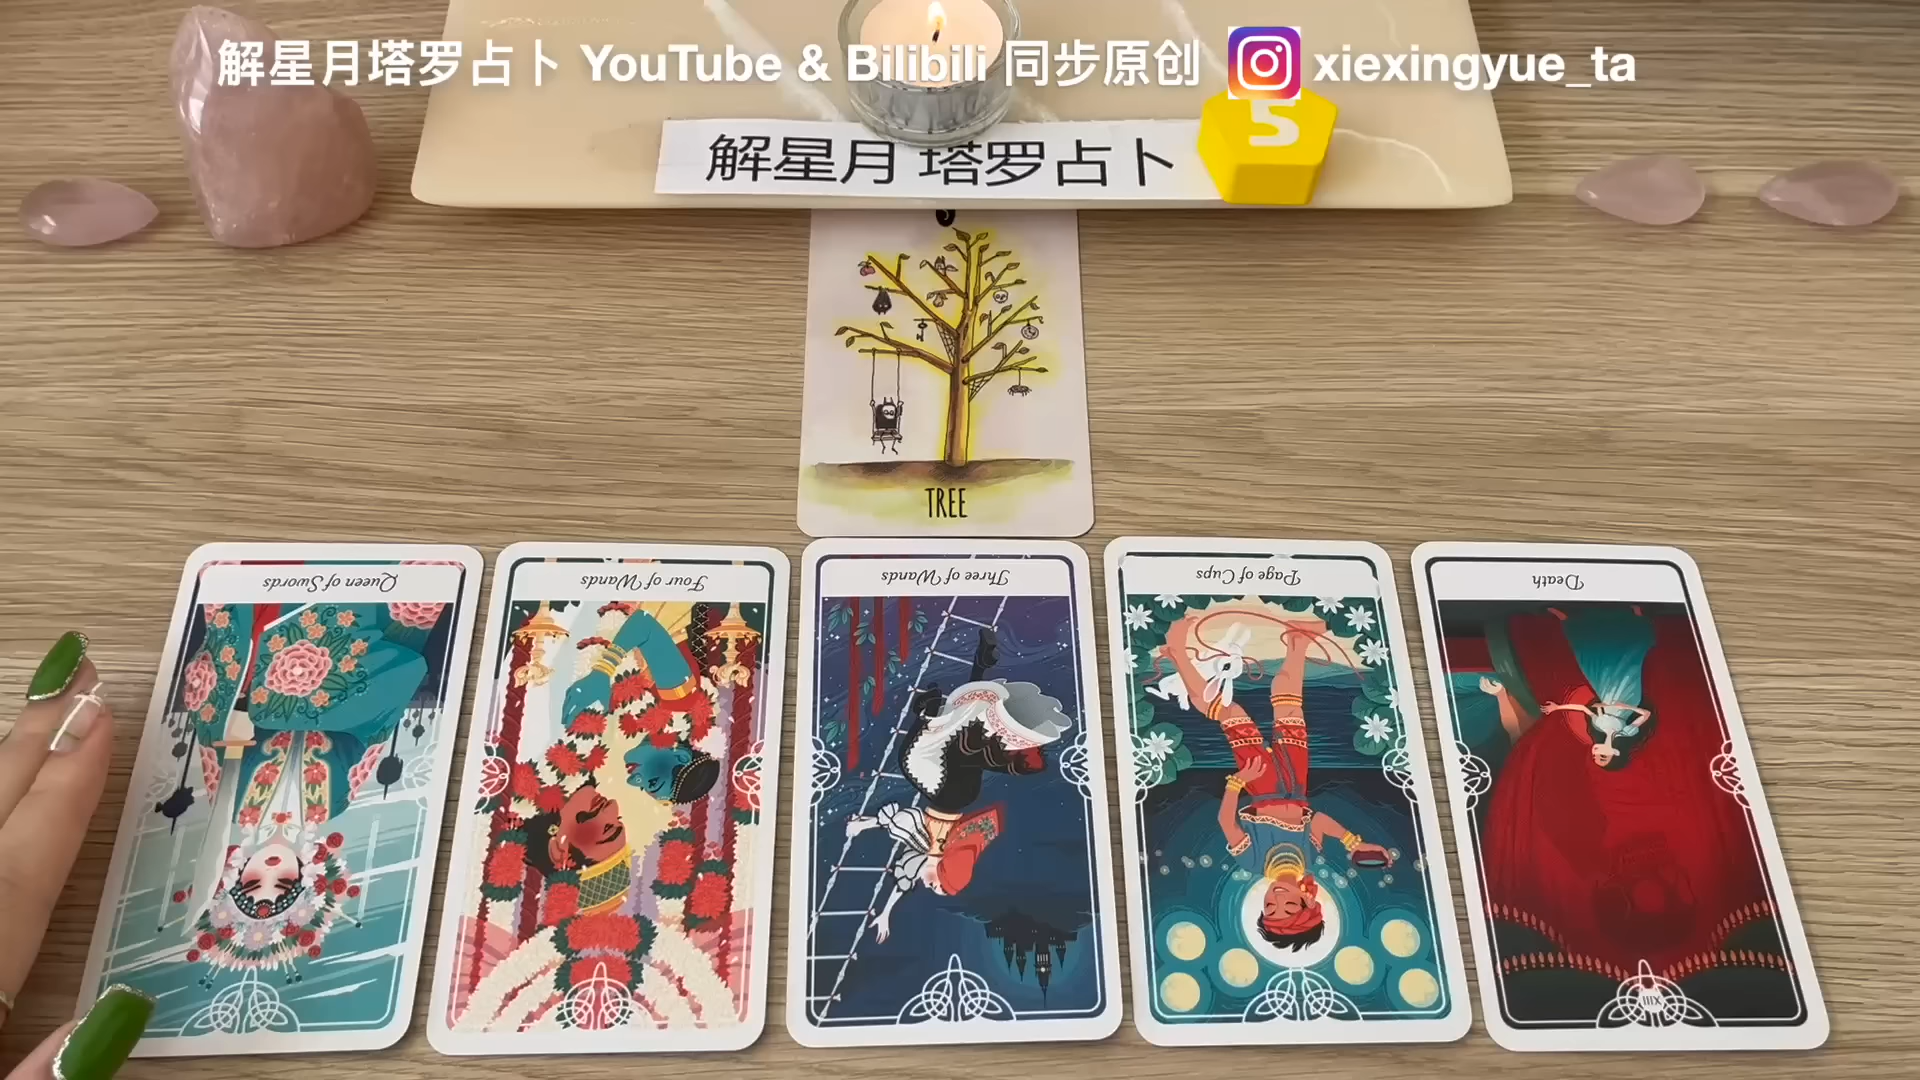 解星月塔罗占卜 YouTube & Bilibili 同步原创 xiexingyue_ta
5
解星月 塔罗占卜
5
TREE
Queen of Swords
Four of Wands
Three of Wands
Page of Cups
Death
XIII